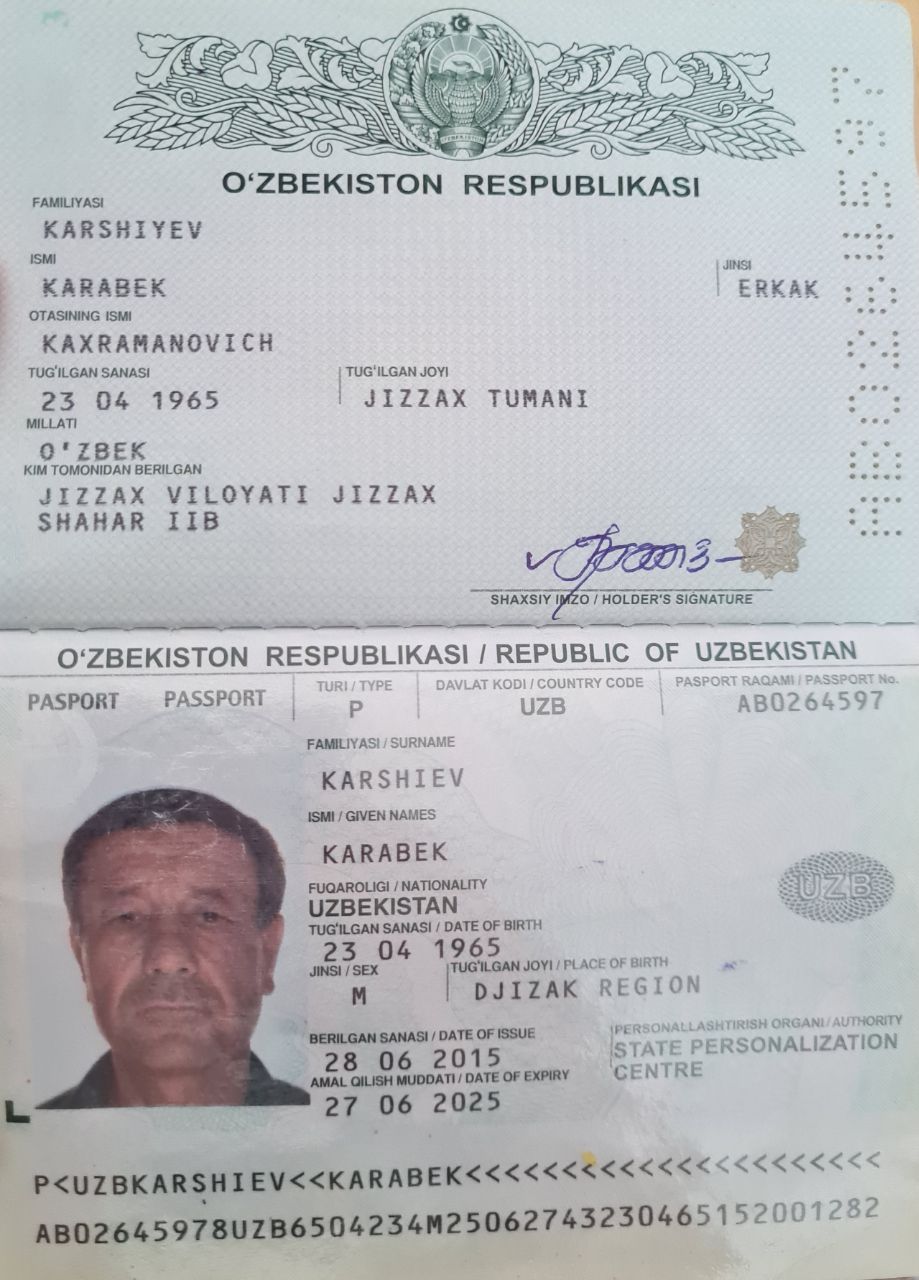 O‘ZBEKISTON RESPUBLIKASI
FAMILIYASI
KARSHIYEV
ISMI
KARABEK
JINSI
ERKAK
OTASINING ISMI
KAXRAMANOVICH
TUG‘ILGAN SANASI
23 04 1965
TUG‘ILGAN JOYI
JIZZAX TUMANI
MILLATI
O'ZBEK
KIM TOMONIDAN BERILGAN
JIZZAX VILOYATI JIZZAX
SHAHAR IIB
SHAXSIY IMZO / HOLDER'S SIGNATURE
AB0264597
O‘ZBEKISTON RESPUBLIKASI / REPUBLIC OF UZBEKISTAN
PASPORT PASSPORT
TURI / TYPE
P
DAVLAT KODI / COUNTRY CODE
UZB
PASPORT RAQAMI / PASSPORT No.
AB0264597
FAMILIYASI / SURNAME
KARSHIEV
ISMI / GIVEN NAMES
KARABEK
FUQAROLIGI / NATIONALITY
UZBEKISTAN
UZB
TUG‘ILGAN SANASI / DATE OF BIRTH
23 04 1965
JINSI / SEX
M
TUG‘ILGAN JOYI / PLACE OF BIRTH
DJIZAK REGION
BERILGAN SANASI / DATE OF ISSUE
28 06 2015
PERSONALLASHTIRISH ORGANI / AUTHORITY
STATE PERSONALIZATION
CENTRE
AMAL QILISH MUDDATI / DATE OF EXPIRY
27 06 2025
P<UZBKARSHIEV<<KARABEK<<<<<<<<<<<<<<<<<<<<<<
AB02645978UZB6504234M25062743230465152001282